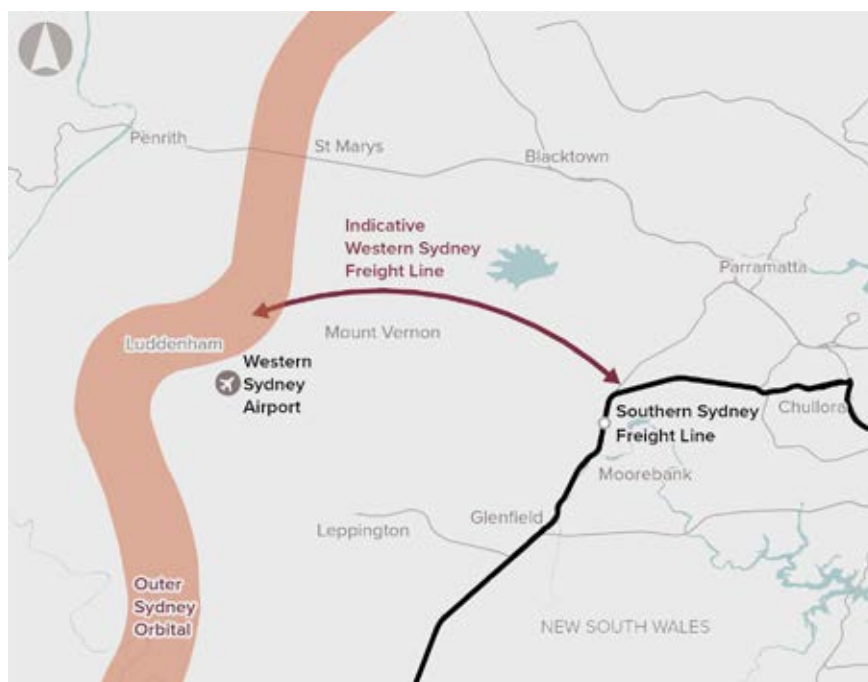 Penrith
St Marys
Blacktown
Indicative
Western Sydney
Freight Line
Parramatta
Luddenham
Mount Vernon
Western
Sydney
Airport
Southern Sydney
Freight Line
Chullora
Moorebank
Glenfield
Leppington
Outer
Sydney
Orbital
NEW SOUTH WALES